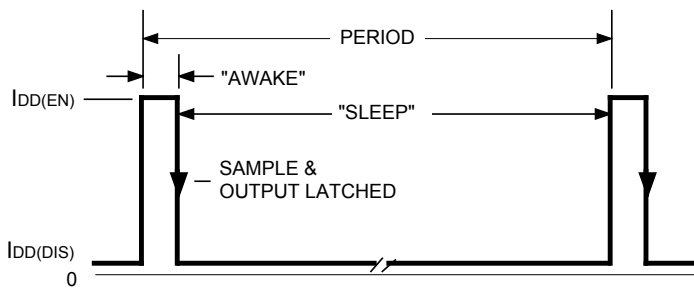 PERIOD
"AWAKE"
IDD(EN)
"SLEEP"
SAMPLE &
OUTPUT LATCHED
IDD(DIS)
0